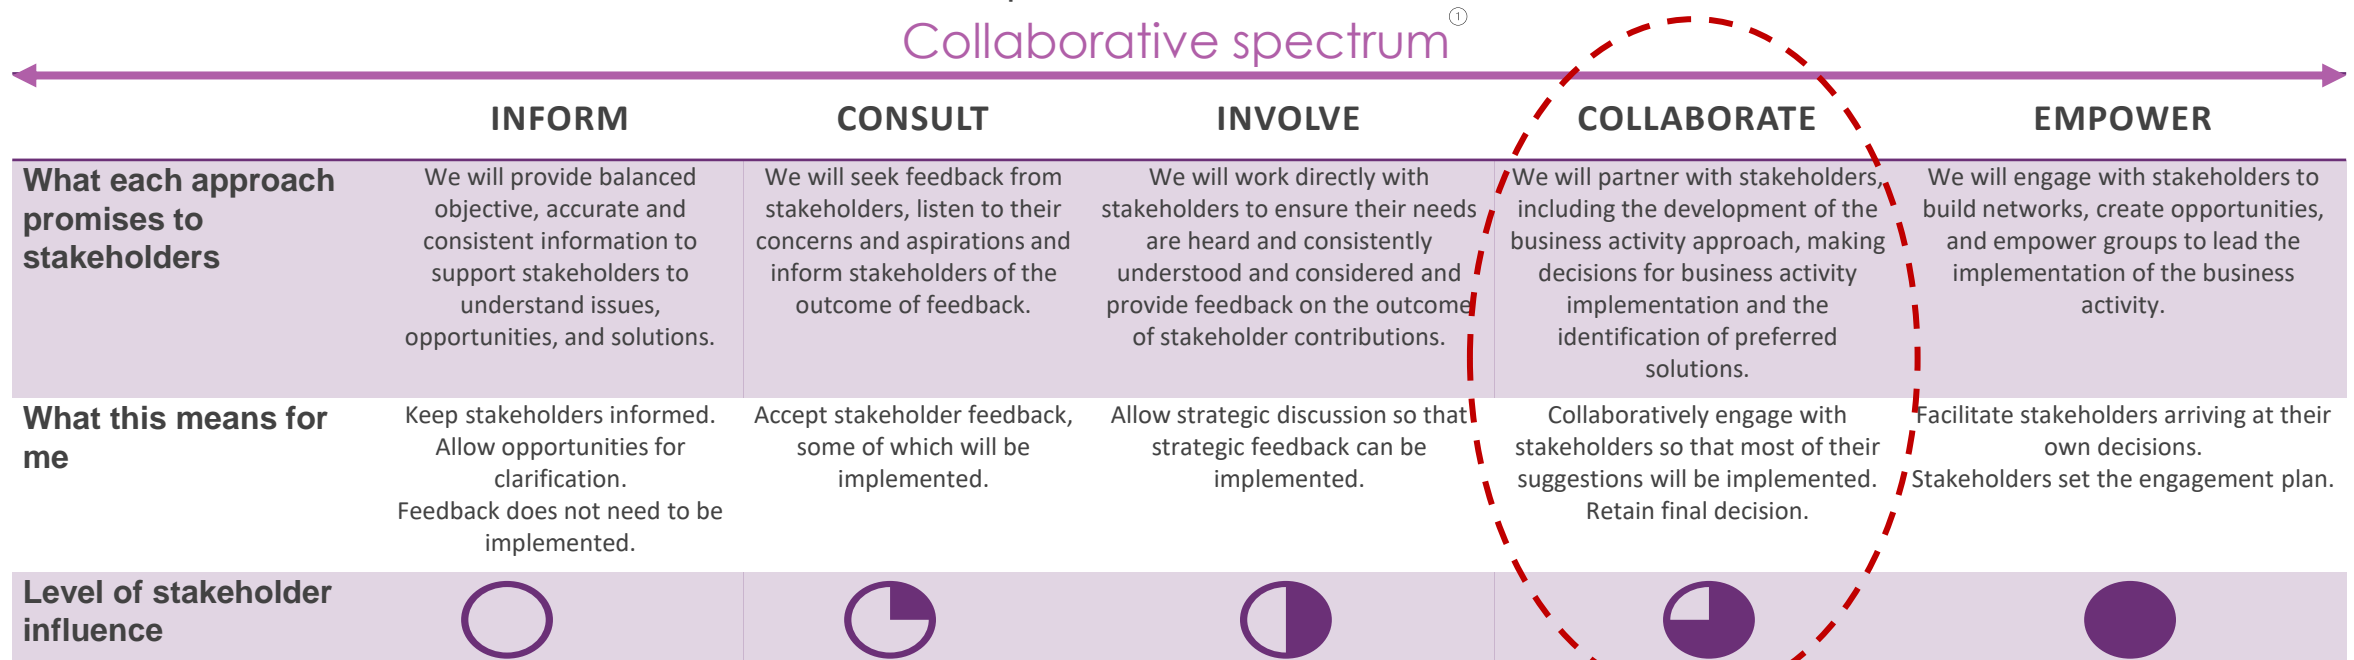 Collaborative spectrum①
INFORM
CONSULT
INVOLVE
COLLABORATE
EMPOWER
What each approach
promises to
stakeholders
We will provide balanced
objective, accurate and
consistent information to
support stakeholders to
understand issues,
opportunities, and solutions.
We will seek feedback from
stakeholders, listen to their
concerns and aspirations and
inform stakeholders of the
outcome of feedback.
We will work directly with
stakeholders to ensure their needs
are heard and consistently
understood and considered and
provide feedback on the outcome
of stakeholder contributions.
We will partner with stakeholders,
including the development of the
business activity approach, making
decisions for business activity
implementation and the
identification of preferred
solutions.
We will engage with stakeholders to
build networks, create opportunities,
and empower groups to lead the
implementation of the business
activity.
What this means for
me
Keep stakeholders informed.
Allow opportunities for
clarification.
Feedback does not need to be
implemented.
Accept stakeholder feedback,
some of which will be
implemented.
Allow strategic discussion so that
strategic feedback can be
implemented.
Collaboratively engage with
stakeholders so that most of their
suggestions will be implemented.
Retain final decision.
Facilitate stakeholders arriving at their
own decisions.
Stakeholders set the engagement plan.
Level of stakeholder
influence